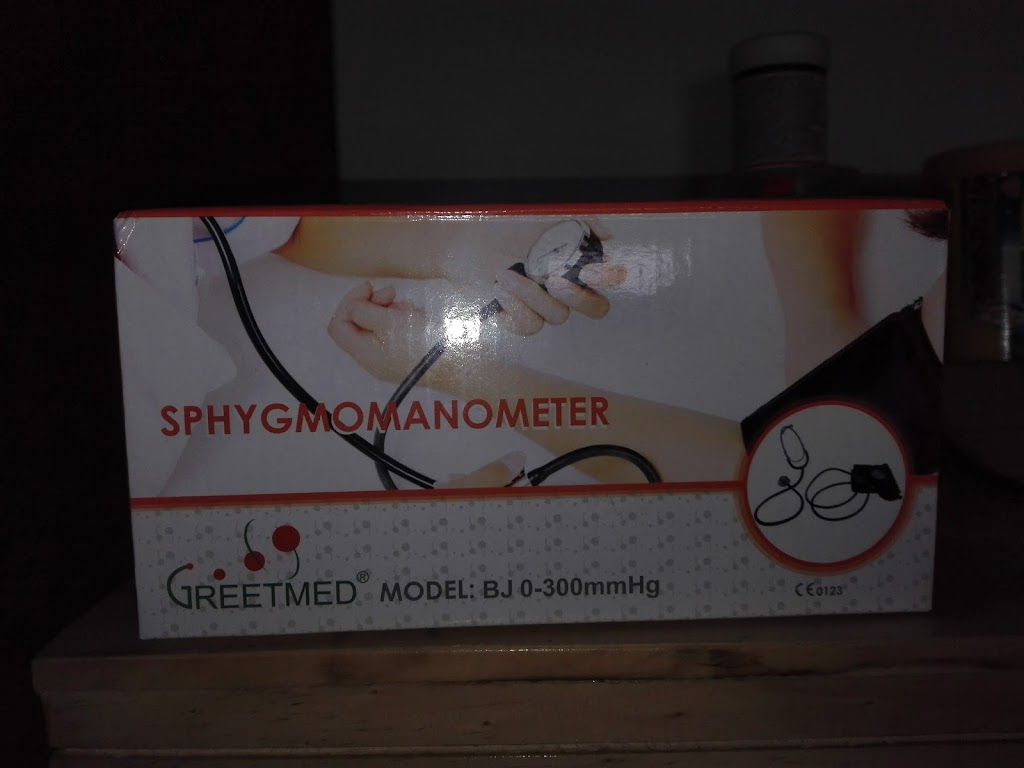 SPHYGMOMANOMETER
GREETMED®
MODEL: BJ 0-300mmHg
CE0123